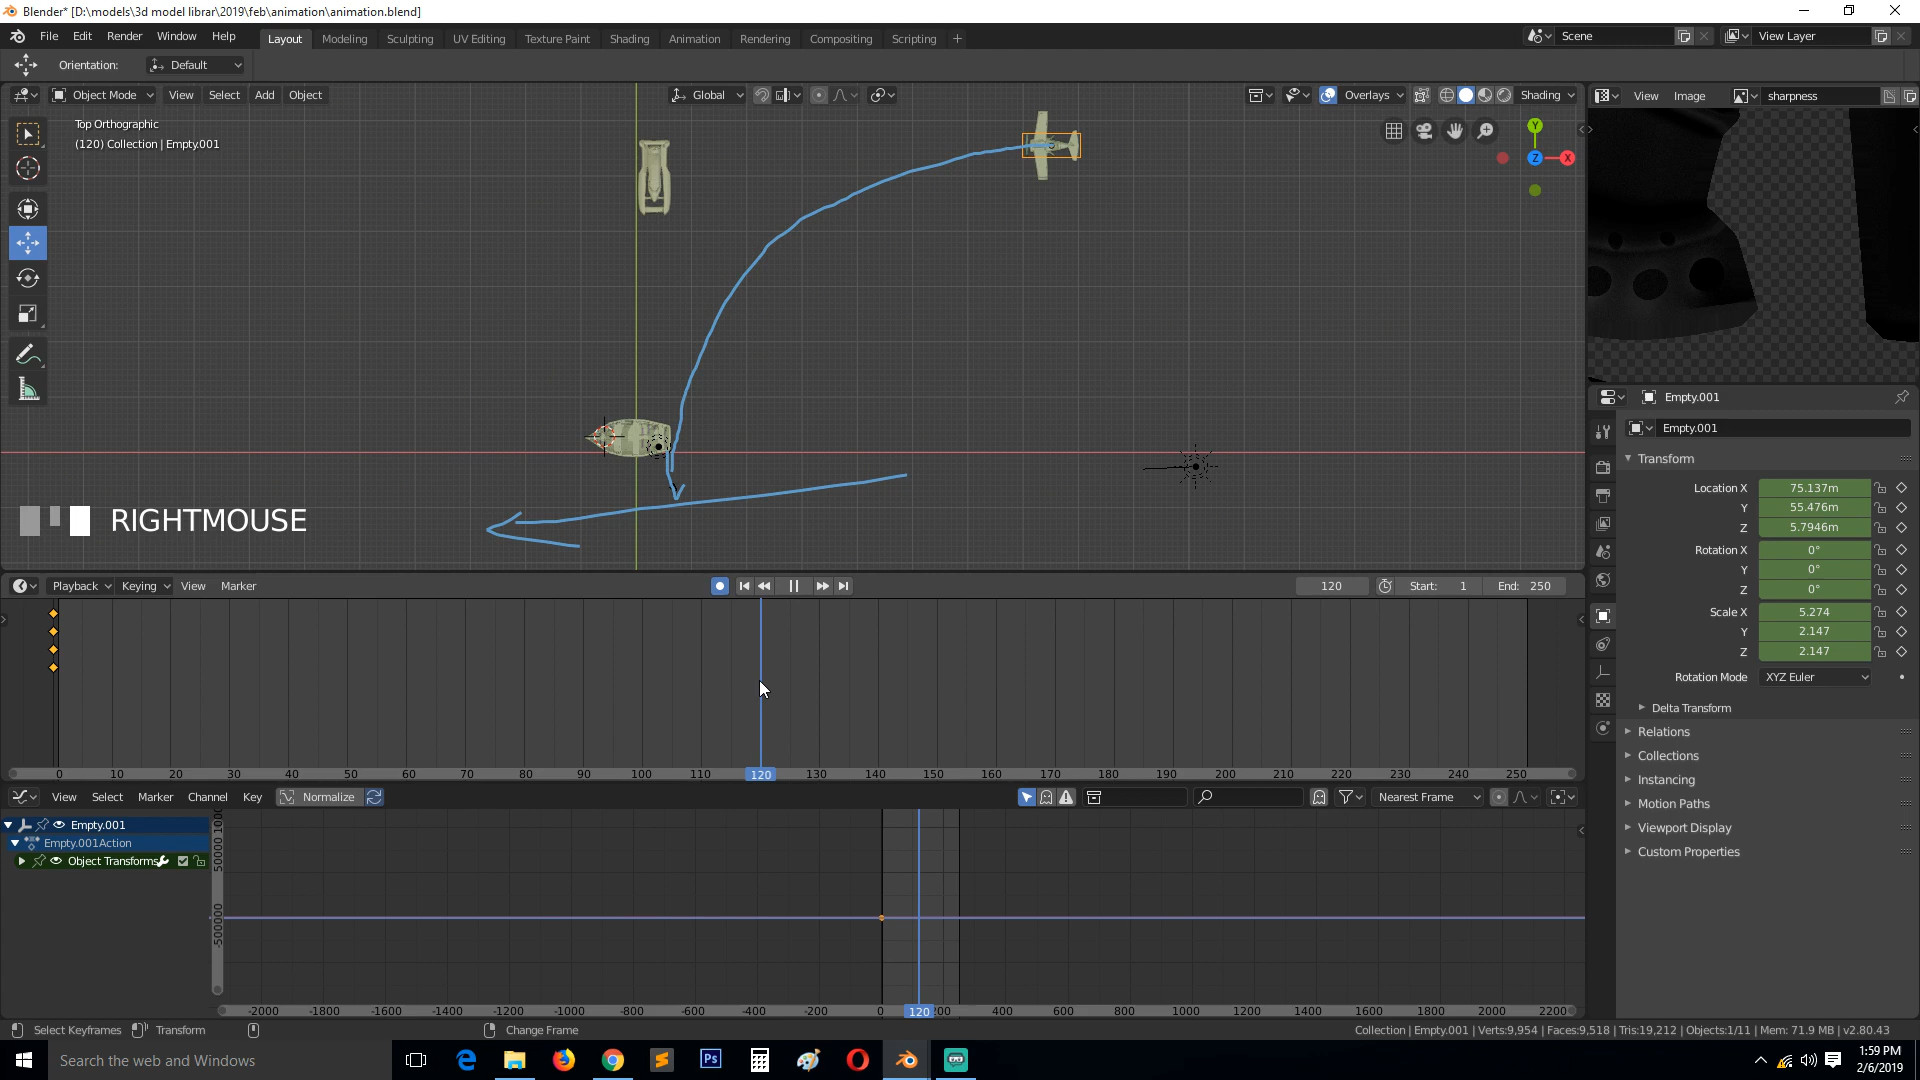 Blender* [D:\models\3d model librar\2019\feb\animation\animation.blend]
File Edit Render Window Help Layout Modeling Sculpting UV Editing Texture Paint Shading Animation Rendering Compositing Scripting + Scene View Layer
Orientation: Default
Object Mode View Select Add Object Global Overlays Shading View Image sharpness
Top Orthographic
(120) Collection | Empty.001
Y
Z X
RIGHTMOUSE
Empty.001
Empty.001
Transform
Location X 75.137m
Y 55.476m
Z 5.7946m
Rotation X 0°
Y 0°
Z 0°
Scale X 5.274
Y 2.147
Z 2.147
Rotation Mode XYZ Euler
Delta Transform
Relations
Collections
Instancing
Motion Paths
Viewport Display
Custom Properties
Playback Keying View Marker 120 Start: 1 End: 250
0 10 20 30 40 50 60 70 80 90 100 110 120 130 140 150 160 170 180 190 200 210 220 230 240 250
View Select Marker Channel Key Normalize Nearest Frame
Empty.001
Empty.001Action
Object Transforms
-2000 -1800 -1600 -1400 -1200 -1000 -800 -600 -400 -200 0 120 400 600 800 1000 1200 1400 1600 1800 2000 2200
Select Keyframes Transform Change Frame Collection | Empty.001 | Verts:9,954 | Faces:9,518 | Tris:19,212 | Objects:1/11 | Mem: 71.9 MB | v2.80.43
Search the web and Windows
Ps
1:59 PM
2/6/2019